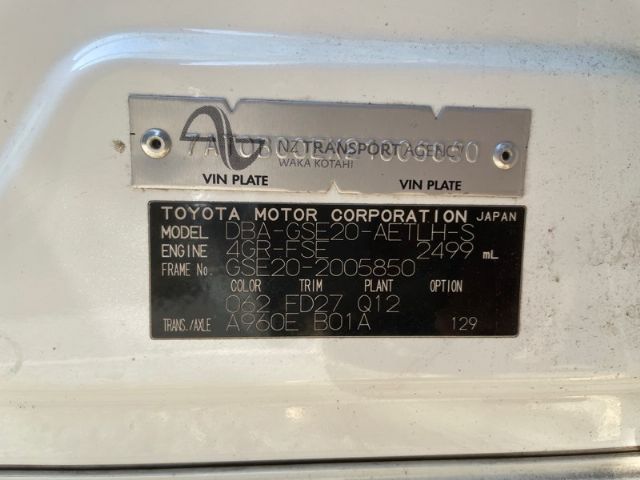 NZ TRANSPORT AGENCY
WAKA KOTAHI
VIN PLATE VIN PLATE
TOYOTA MOTOR CORPORATION JAPAN
MODEL DBA-GSE20-AETLH-S
ENGINE 4GR-FSE 2499 mL
FRAME No. GSE20-2005850
COLOR TRIM PLANT OPTION
062 FD27 Q12
TRANS./AXLE A960E B01A 129